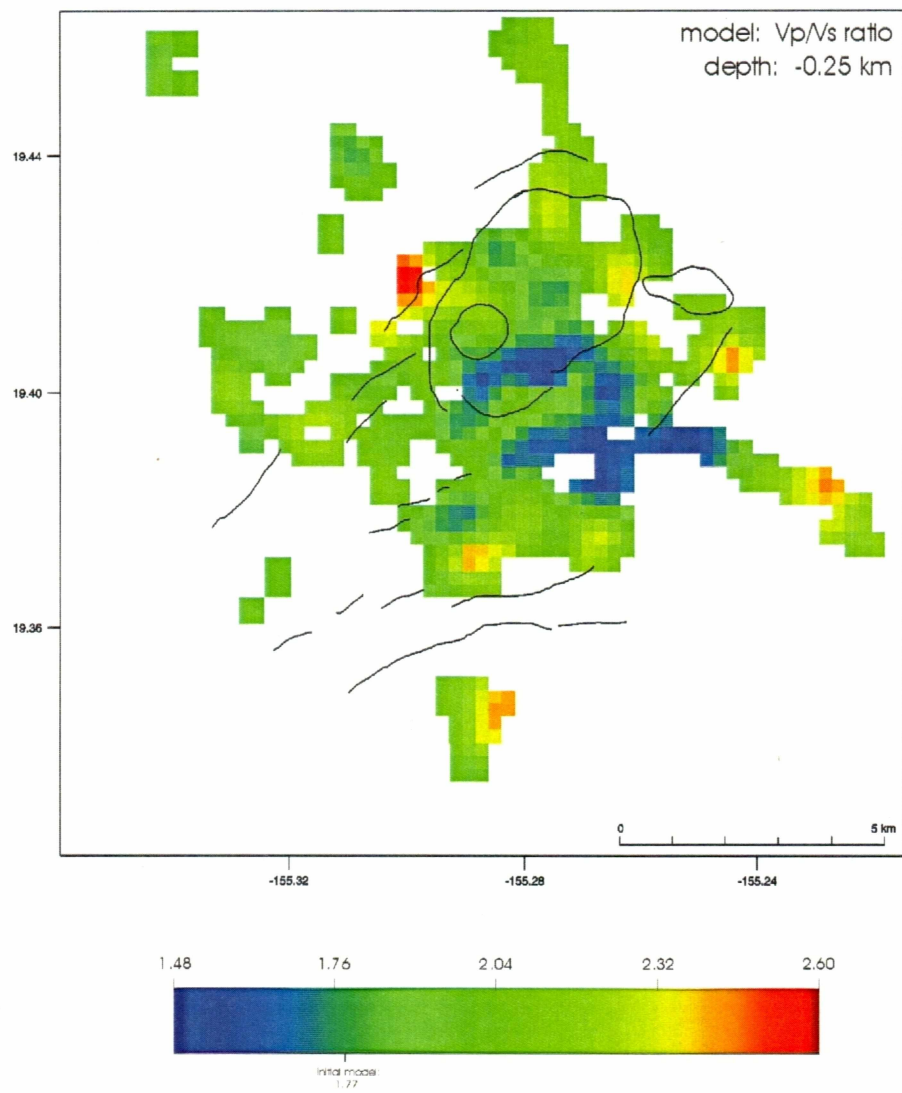 model: Vp/Vs ratio
depth: -0.25 km
19.44
19.40
19.36
0 5 km
-155.32 -155.28 -155.24
1.48 1.76 2.04 2.32 2.60
Initial model:
1.77